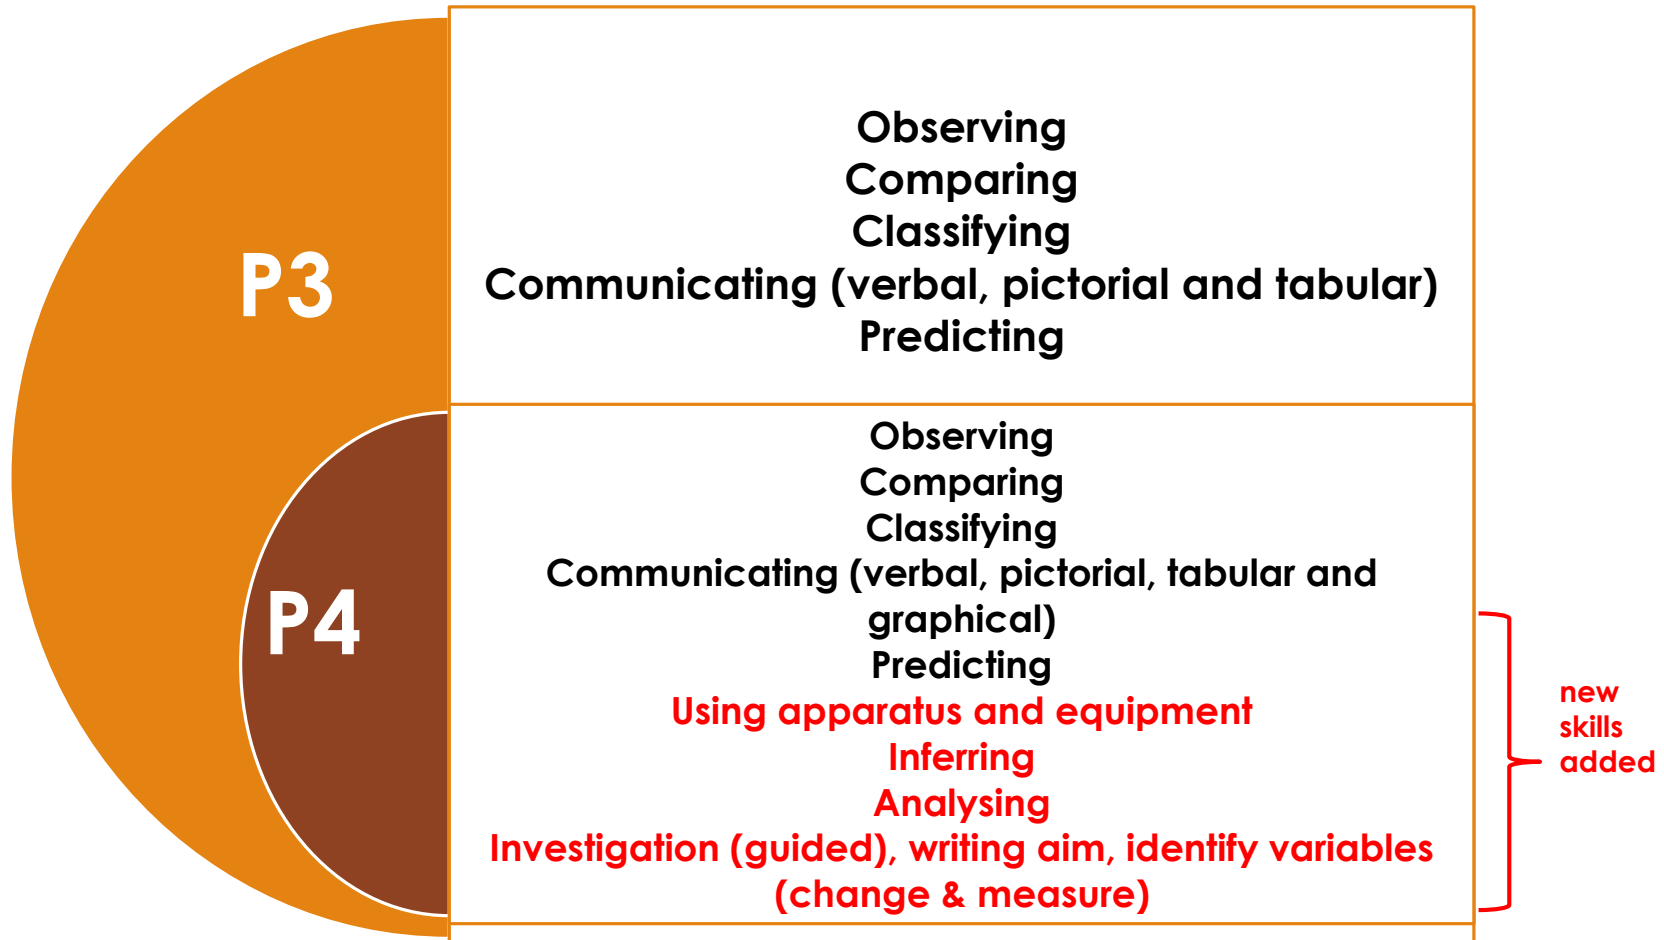 P3
Observing
Comparing
Classifying
Communicating (verbal, pictorial and tabular)
Predicting
P4
Observing
Comparing
Classifying
Communicating (verbal, pictorial, tabular and
graphical)
Predicting
Using apparatus and equipment
Inferring
Analysing
Investigation (guided), writing aim, identify variables
(change & measure)
new
skills
added